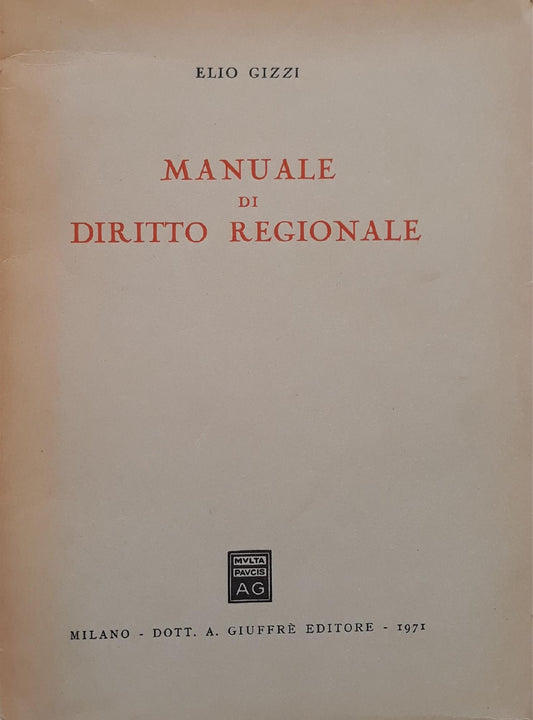 ELIO GIZZI
MANUALE
DI
DIRITTO REGIONALE
MVLTA
PAVCIS
AG
MILANO - DOTT. A. GIUFFRÈ EDITORE - 1971